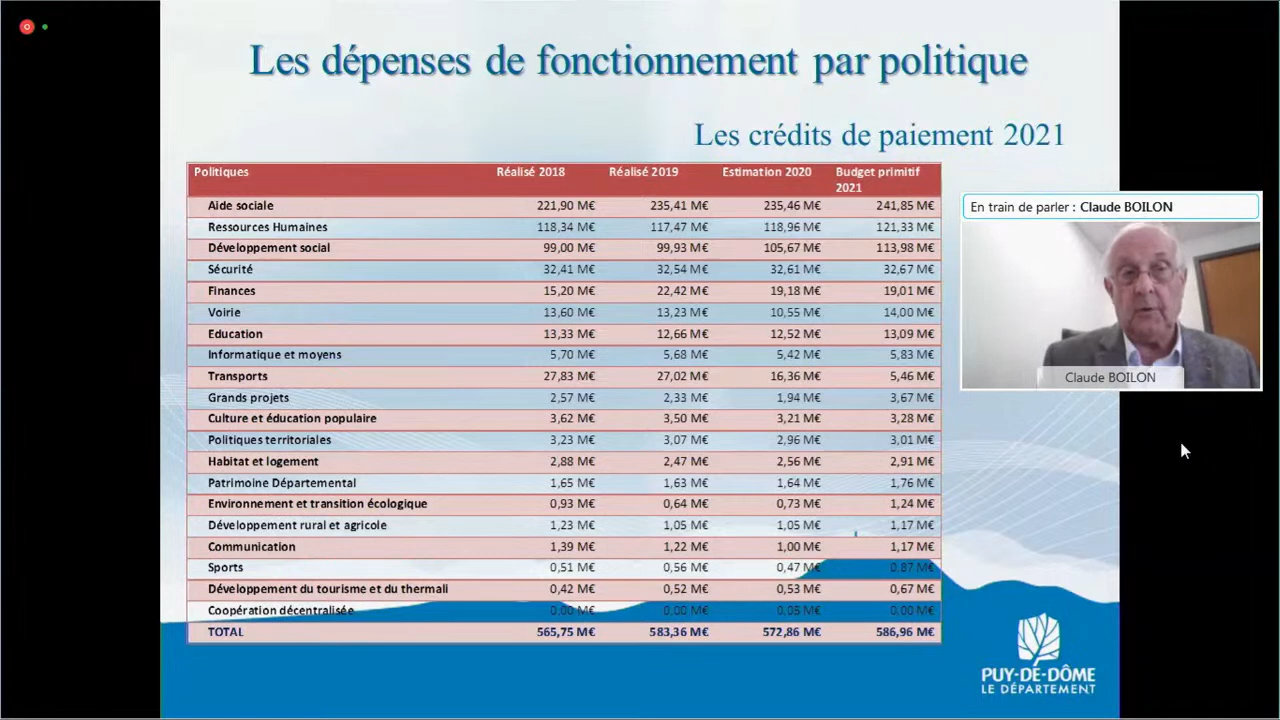 Les dépenses de fonctionnement par politique
Les crédits de paiement 2021
Politiques Réalisé 2018 Réalisé 2019 Estimation 2020 Budget primitif 2021
Aide sociale 221,90 M€ 235,41 M€ 235,46 M€ 241,85 M€
Ressources Humaines 118,34 M€ 117,47 M€ 118,96 M€ 121,33 M€
Développement social 99,00 M€ 99,93 M€ 105,67 M€ 113,98 M€
Sécurité 32,41 M€ 32,54 M€ 32,61 M€ 32,67 M€
Finances 15,20 M€ 22,42 M€ 19,18 M€ 19,01 M€
Voirie 13,60 M€ 13,23 M€ 10,55 M€ 14,00 M€
Education 13,33 M€ 12,66 M€ 12,52 M€ 13,09 M€
Informatique et moyens 5,70 M€ 5,68 M€ 5,42 M€ 5,83 M€
Transports 27,83 M€ 27,02 M€ 16,36 M€ 5,46 M€
Grands projets 2,57 M€ 2,33 M€ 1,94 M€ 3,67 M€
Culture et éducation populaire 3,62 M€ 3,50 M€ 3,21 M€ 3,28 M€
Politiques territoriales 3,23 M€ 3,07 M€ 2,96 M€ 3,01 M€
Habitat et logement 2,88 M€ 2,47 M€ 2,56 M€ 2,91 M€
Patrimoine Départemental 1,65 M€ 1,63 M€ 1,64 M€ 1,76 M€
Environnement et transition écologique 0,93 M€ 0,64 M€ 0,73 M€ 1,24 M€
Développement rural et agricole 1,23 M€ 1,05 M€ 1,05 M€ 1,17 M€
Communication 1,39 M€ 1,22 M€ 1,00 M€ 1,17 M€
Sports 0,51 M€ 0,56 M€ 0,47 M€ 0,87 M€
Développement du tourisme et du thermali 0,42 M€ 0,52 M€ 0,53 M€ 0,67 M€
Coopération décentralisée 0,00 M€ 0,00 M€ 0,05 M€ 0,00 M€
TOTAL 565,75 M€ 583,36 M€ 572,86 M€ 586,96 M€
En train de parler : Claude BOILON
Claude BOILON
PUY-DE-DÔME
LE DÉPARTEMENT